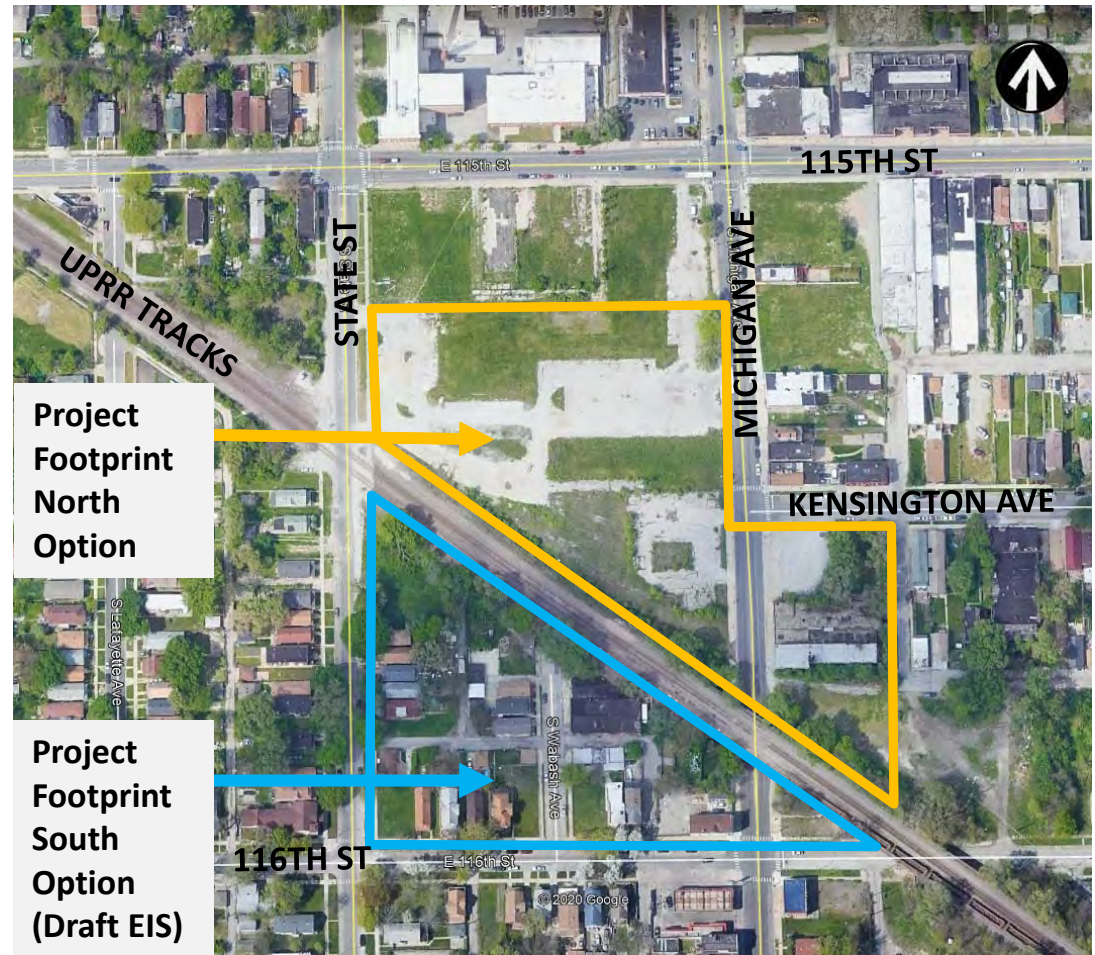 E 115th St
115TH ST
UPRR TRACKS
STATE ST
MICHIGAN AVE
Project
Footprint
North
Option
KENSINGTON AVE
S Lafayette Ave
S Wabash Ave
Project
Footprint
South
Option
(Draft EIS)
116TH ST
E 116th St
© 2020 Google